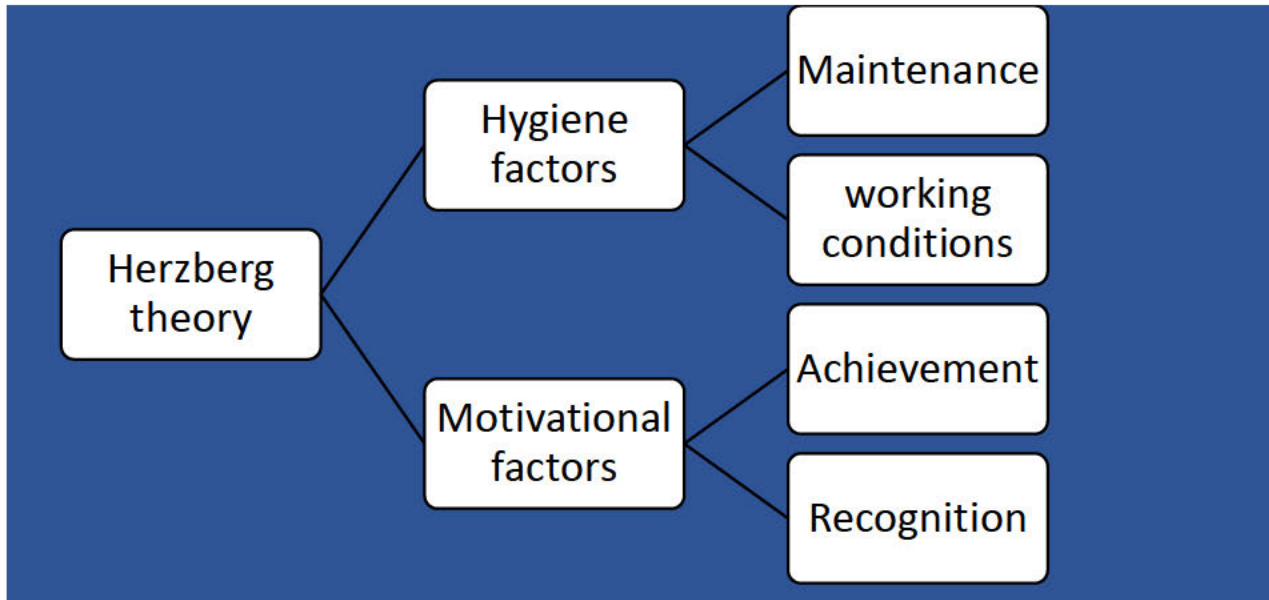 Herzberg
theory
Hygiene
factors
Motivational
factors
Maintenance
working
conditions
Achievement
Recognition